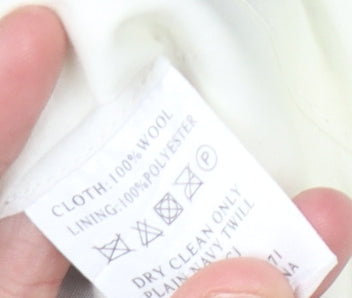 CLOTH:100%WOOL
LINING:100%POLYESTER
P
DRY CLEAN ONLY
PLAIN NAVY TWILL